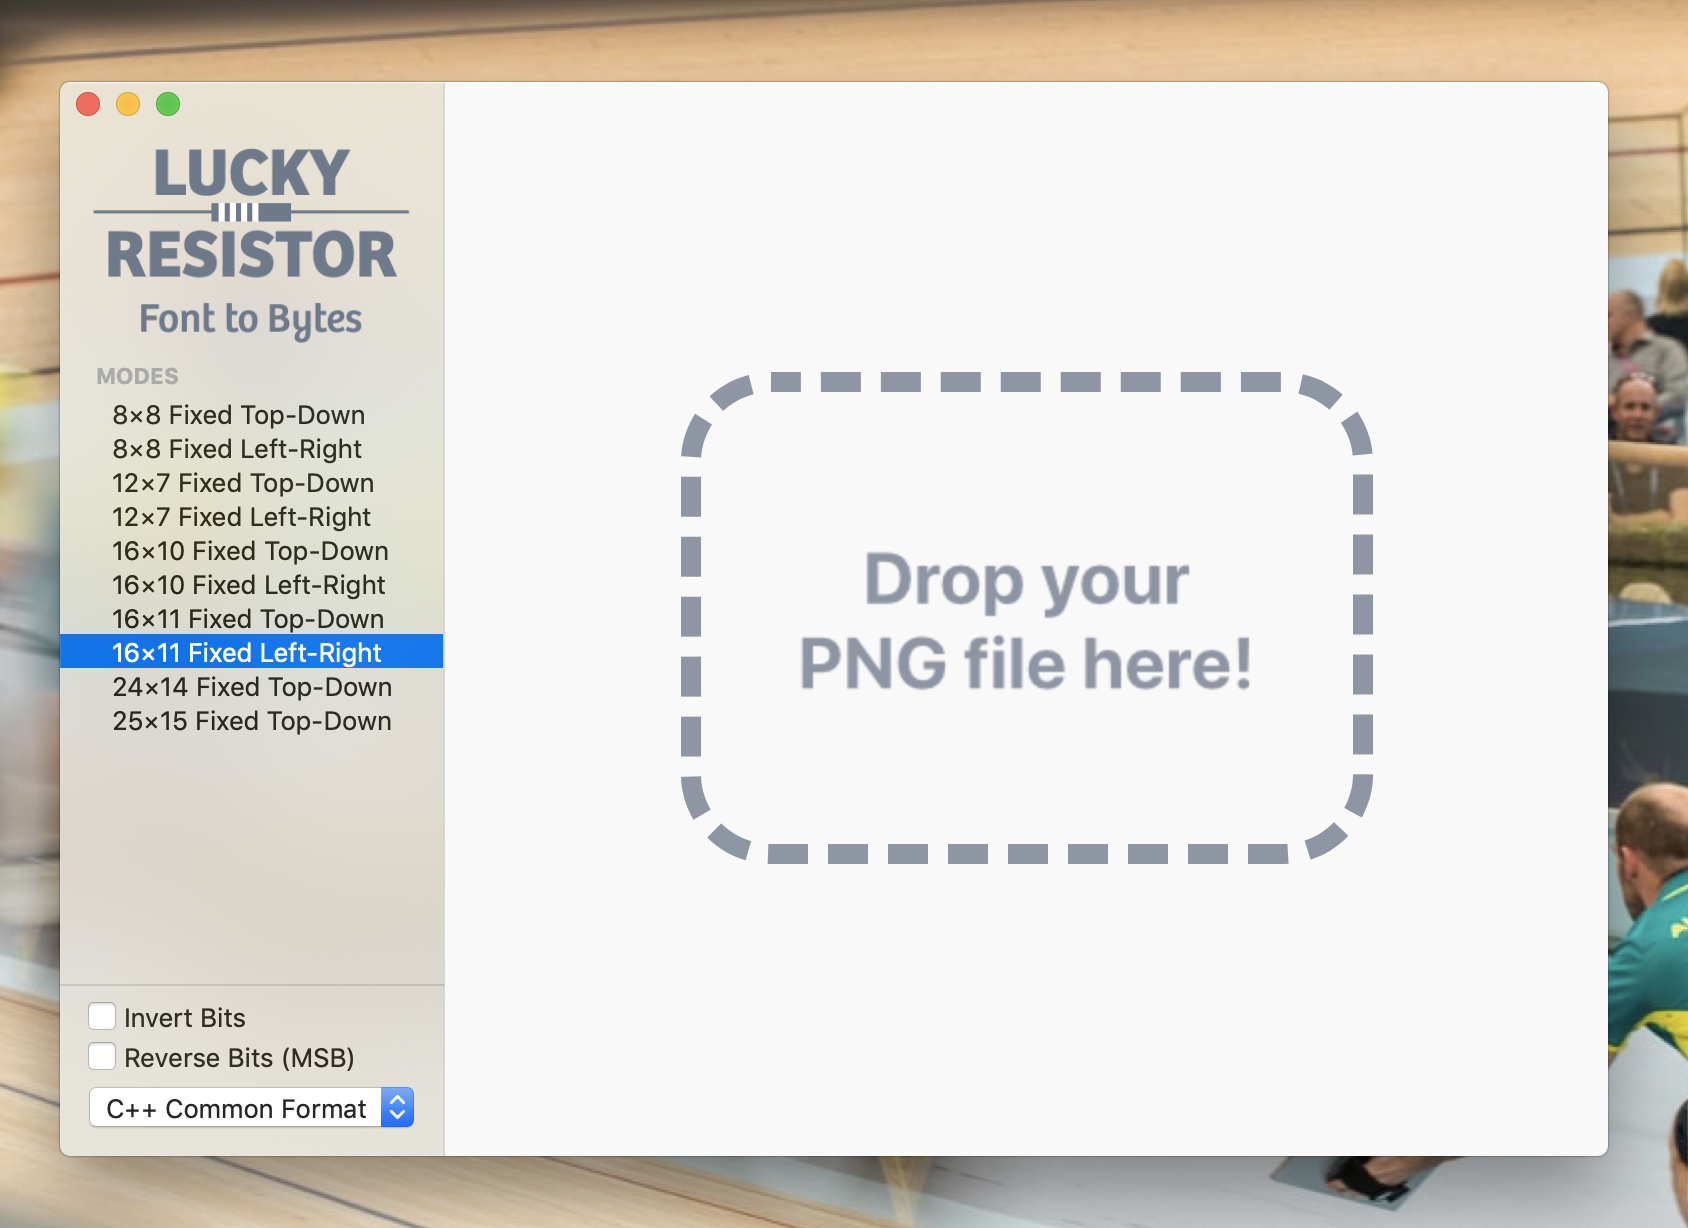 LUCKY
RESISTOR
Font to Bytes
MODES
8×8 Fixed Top-Down
8×8 Fixed Left-Right
12×7 Fixed Top-Down
12×7 Fixed Left-Right
16×10 Fixed Top-Down
16×10 Fixed Left-Right
16×11 Fixed Top-Down
16×11 Fixed Left-Right
24×14 Fixed Top-Down
25×15 Fixed Top-Down
Invert Bits
Reverse Bits (MSB)
C++ Common Format
Drop your
PNG file here!